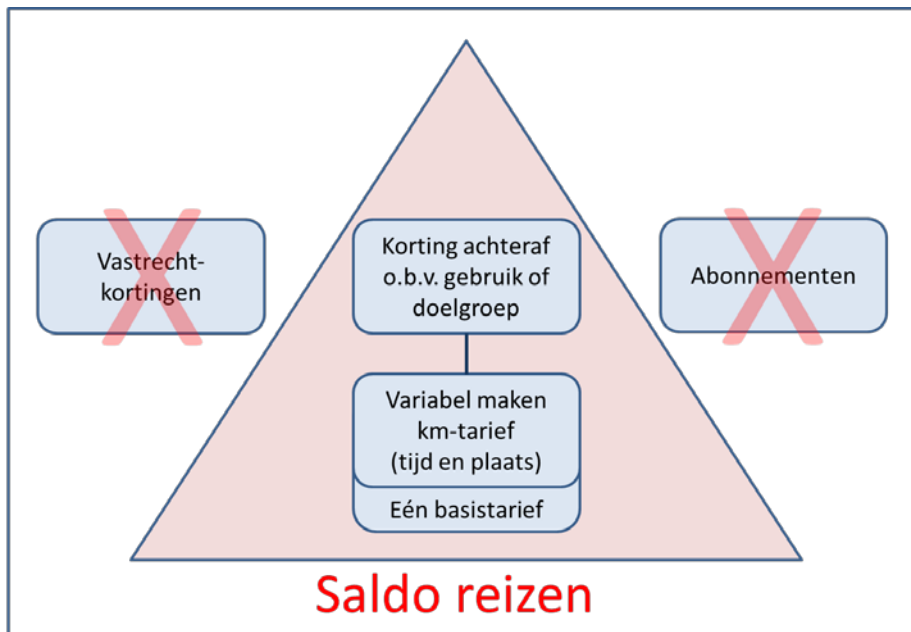 Vastrecht-
kortingen
Korting achteraf
o.b.v. gebruik of
doelgroep
Abonnementen
Variabel maken
km-tarief
(tijd en plaats)
Eén basistarief
Saldo reizen